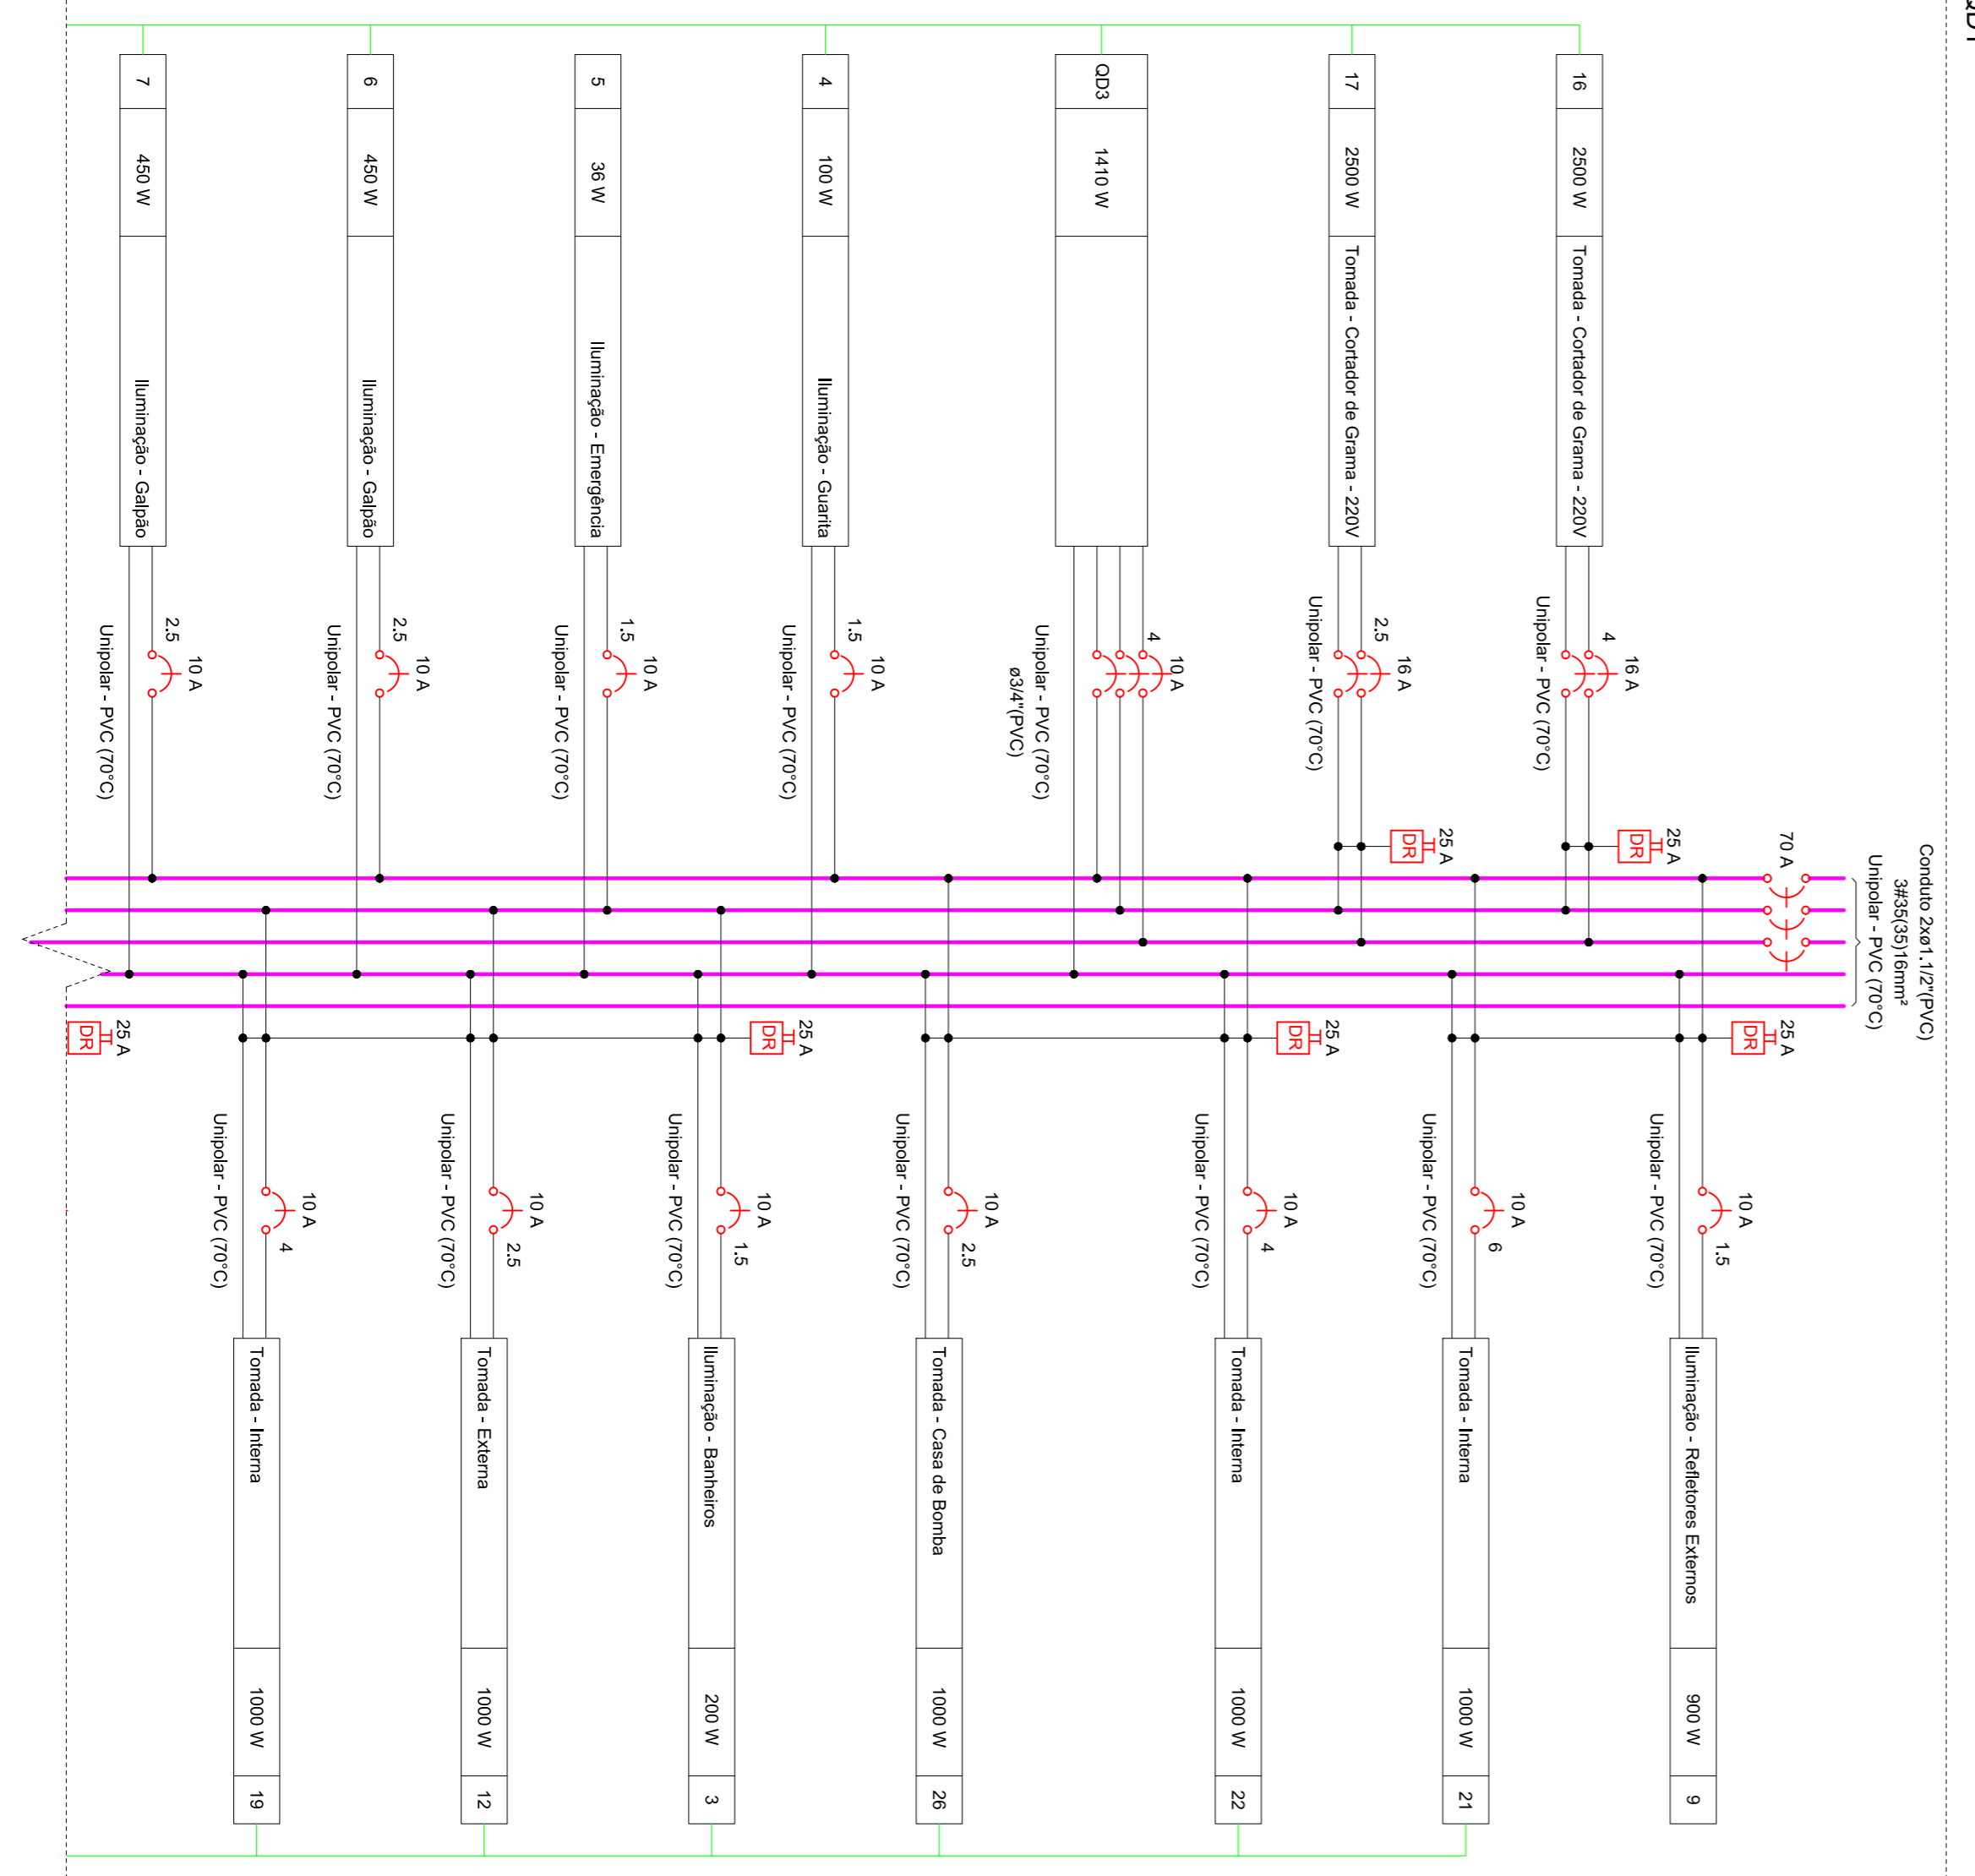 QD1
Conduto 2xø1.1/2"(PVC)
3#35(35)16mm²
Unipolar - PVC (70°C)
70 A
16
2500 W
Tomada - Cortador de Grama - 220V
4
16 A
Unipolar - PVC (70°C)
25 A
DR
17
2500 W
Tomada - Cortador de Grama - 220V
2.5
16 A
Unipolar - PVC (70°C)
25 A
DR
QD3
1410 W
4
10 A
Unipolar - PVC (70°C)
ø3/4"(PVC)
4
100 W
Iluminação - Guarita
1.5
10 A
Unipolar - PVC (70°C)
5
36 W
Iluminação - Emergência
1.5
10 A
Unipolar - PVC (70°C)
6
450 W
Iluminação - Galpão
2.5
10 A
Unipolar - PVC (70°C)
7
450 W
Iluminação - Galpão
2.5
10 A
Unipolar - PVC (70°C)
25 A
DR
10 A
1.5
Unipolar - PVC (70°C)
Iluminação - Refletores Externos
900 W
9
10 A
6
Unipolar - PVC (70°C)
Tomada - Interna
1000 W
21
25 A
DR
10 A
4
Unipolar - PVC (70°C)
Tomada - Interna
1000 W
22
10 A
2.5
Unipolar - PVC (70°C)
Tomada - Casa de Bomba
1000 W
26
25 A
DR
10 A
1.5
Unipolar - PVC (70°C)
Iluminação - Banheiros
200 W
3
10 A
2.5
Unipolar - PVC (70°C)
Tomada - Externa
1000 W
12
10 A
4
Unipolar - PVC (70°C)
Tomada - Interna
1000 W
19
25 A
DR